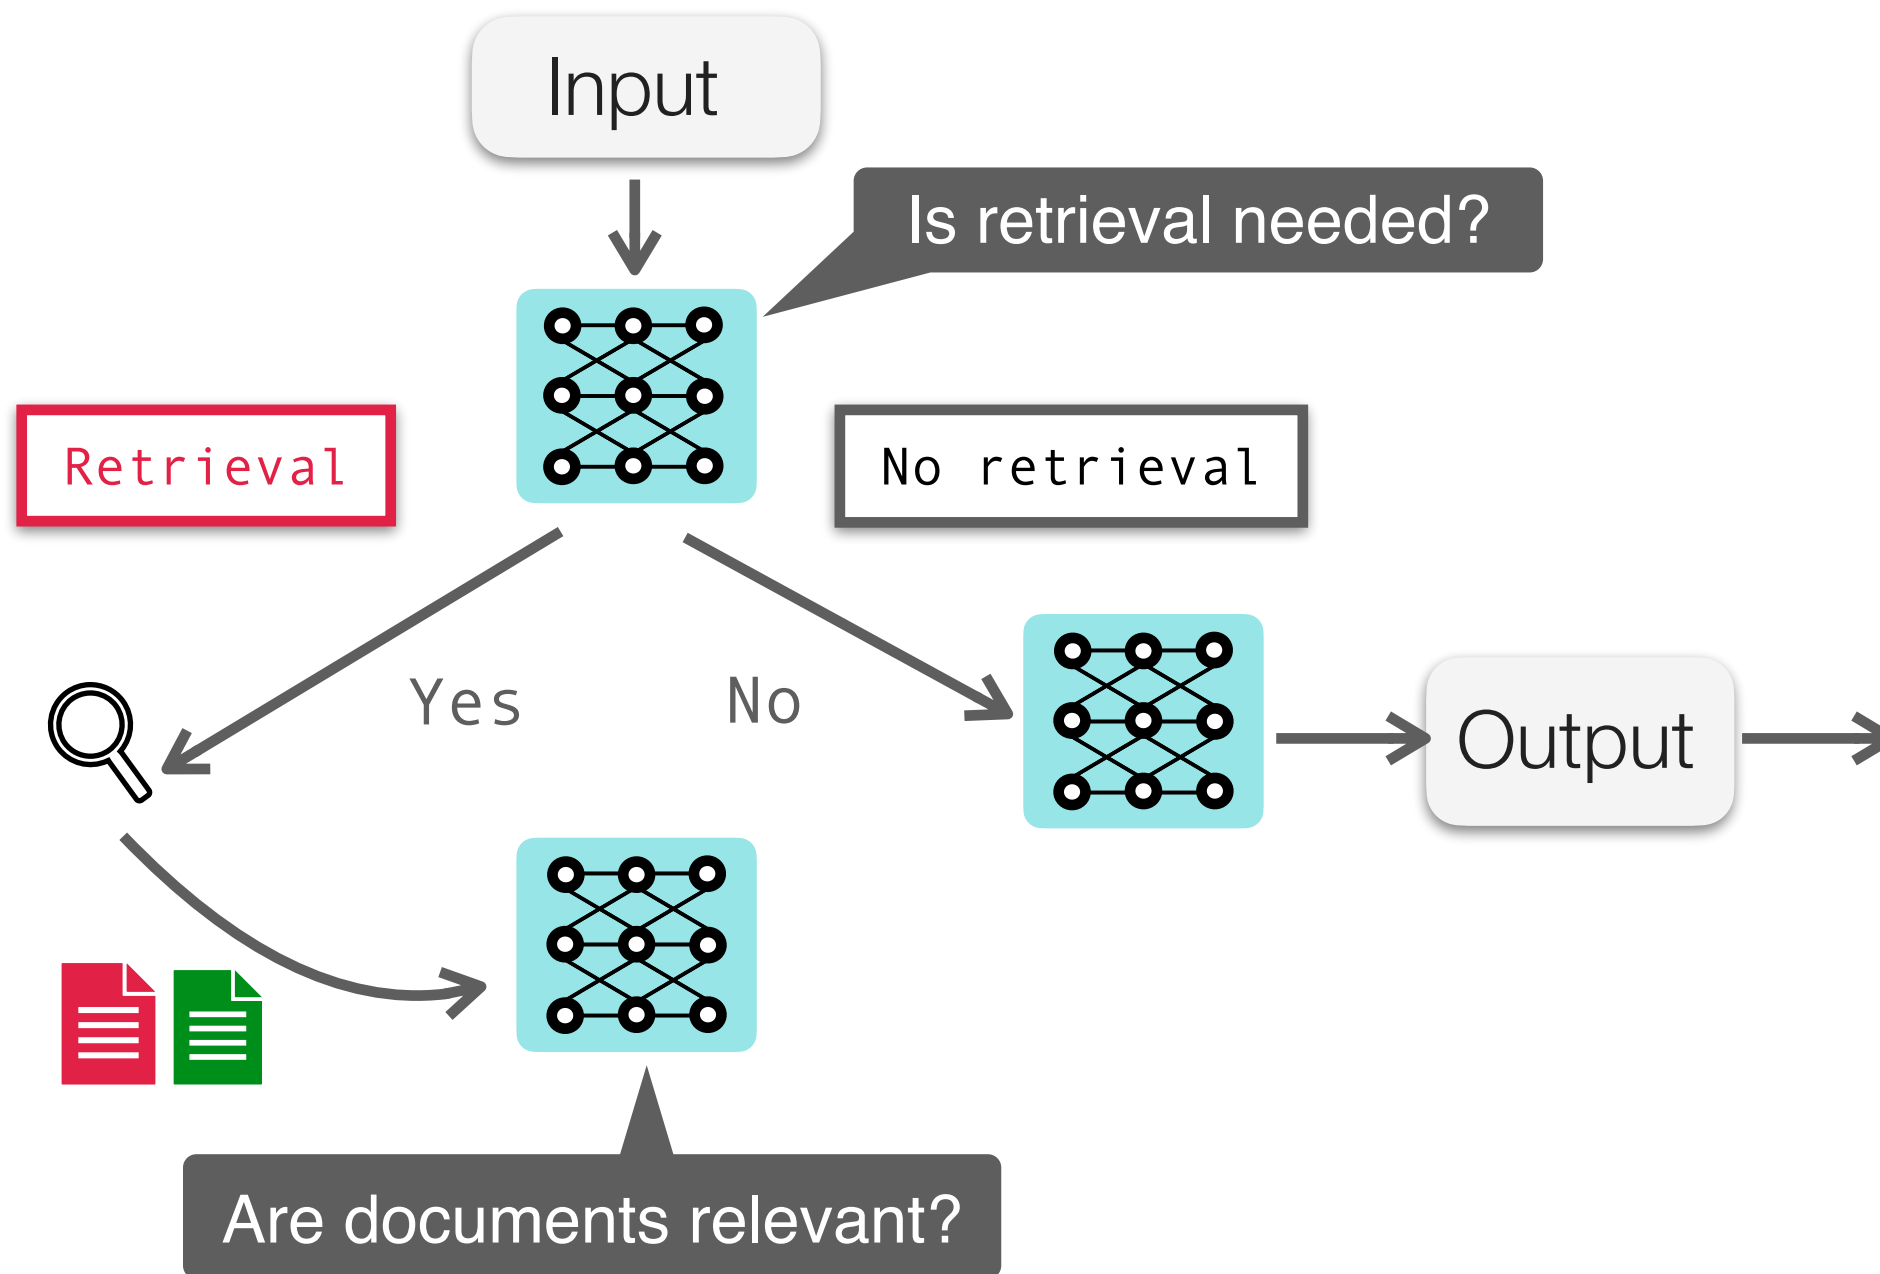 Input
Is retrieval needed?
Retrieval
No retrieval
Yes
No
Output
Are documents relevant?